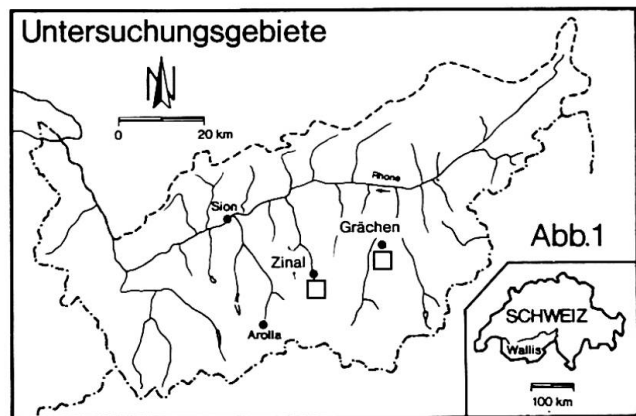 Untersuchungsgebiete
N
0 20 km
Rhone
Sion
Grächen
Zinal
Arolla
Abb.1
SCHWEIZ
Wallis
100 km